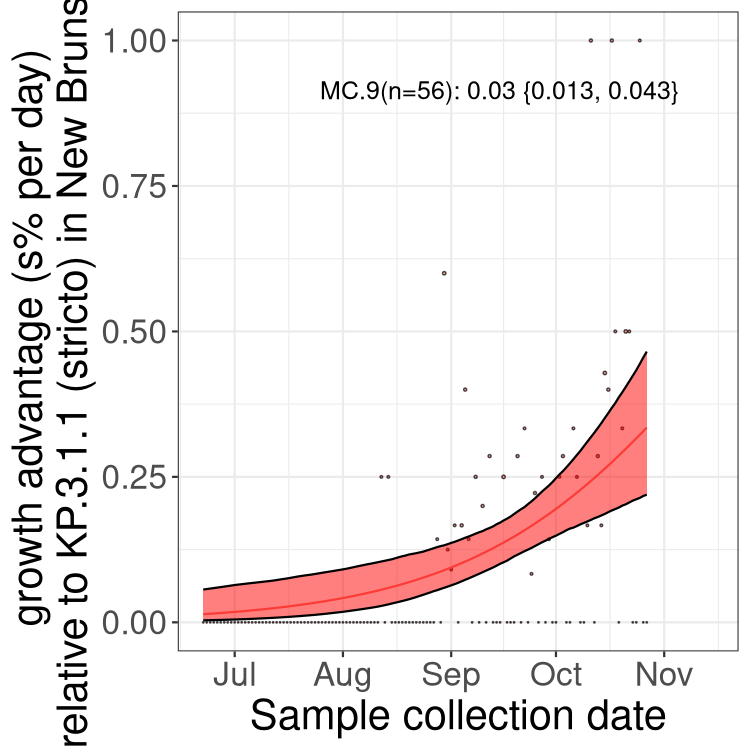 growth advantage (s% per day)
relative to KP.3.1.1 (stricto) in New Bruns
1.00
0.75
0.50
0.25
0.00
MC.9(n=56): 0.03 {0.013, 0.043}
Jul Aug Sep Oct Nov
Sample collection date